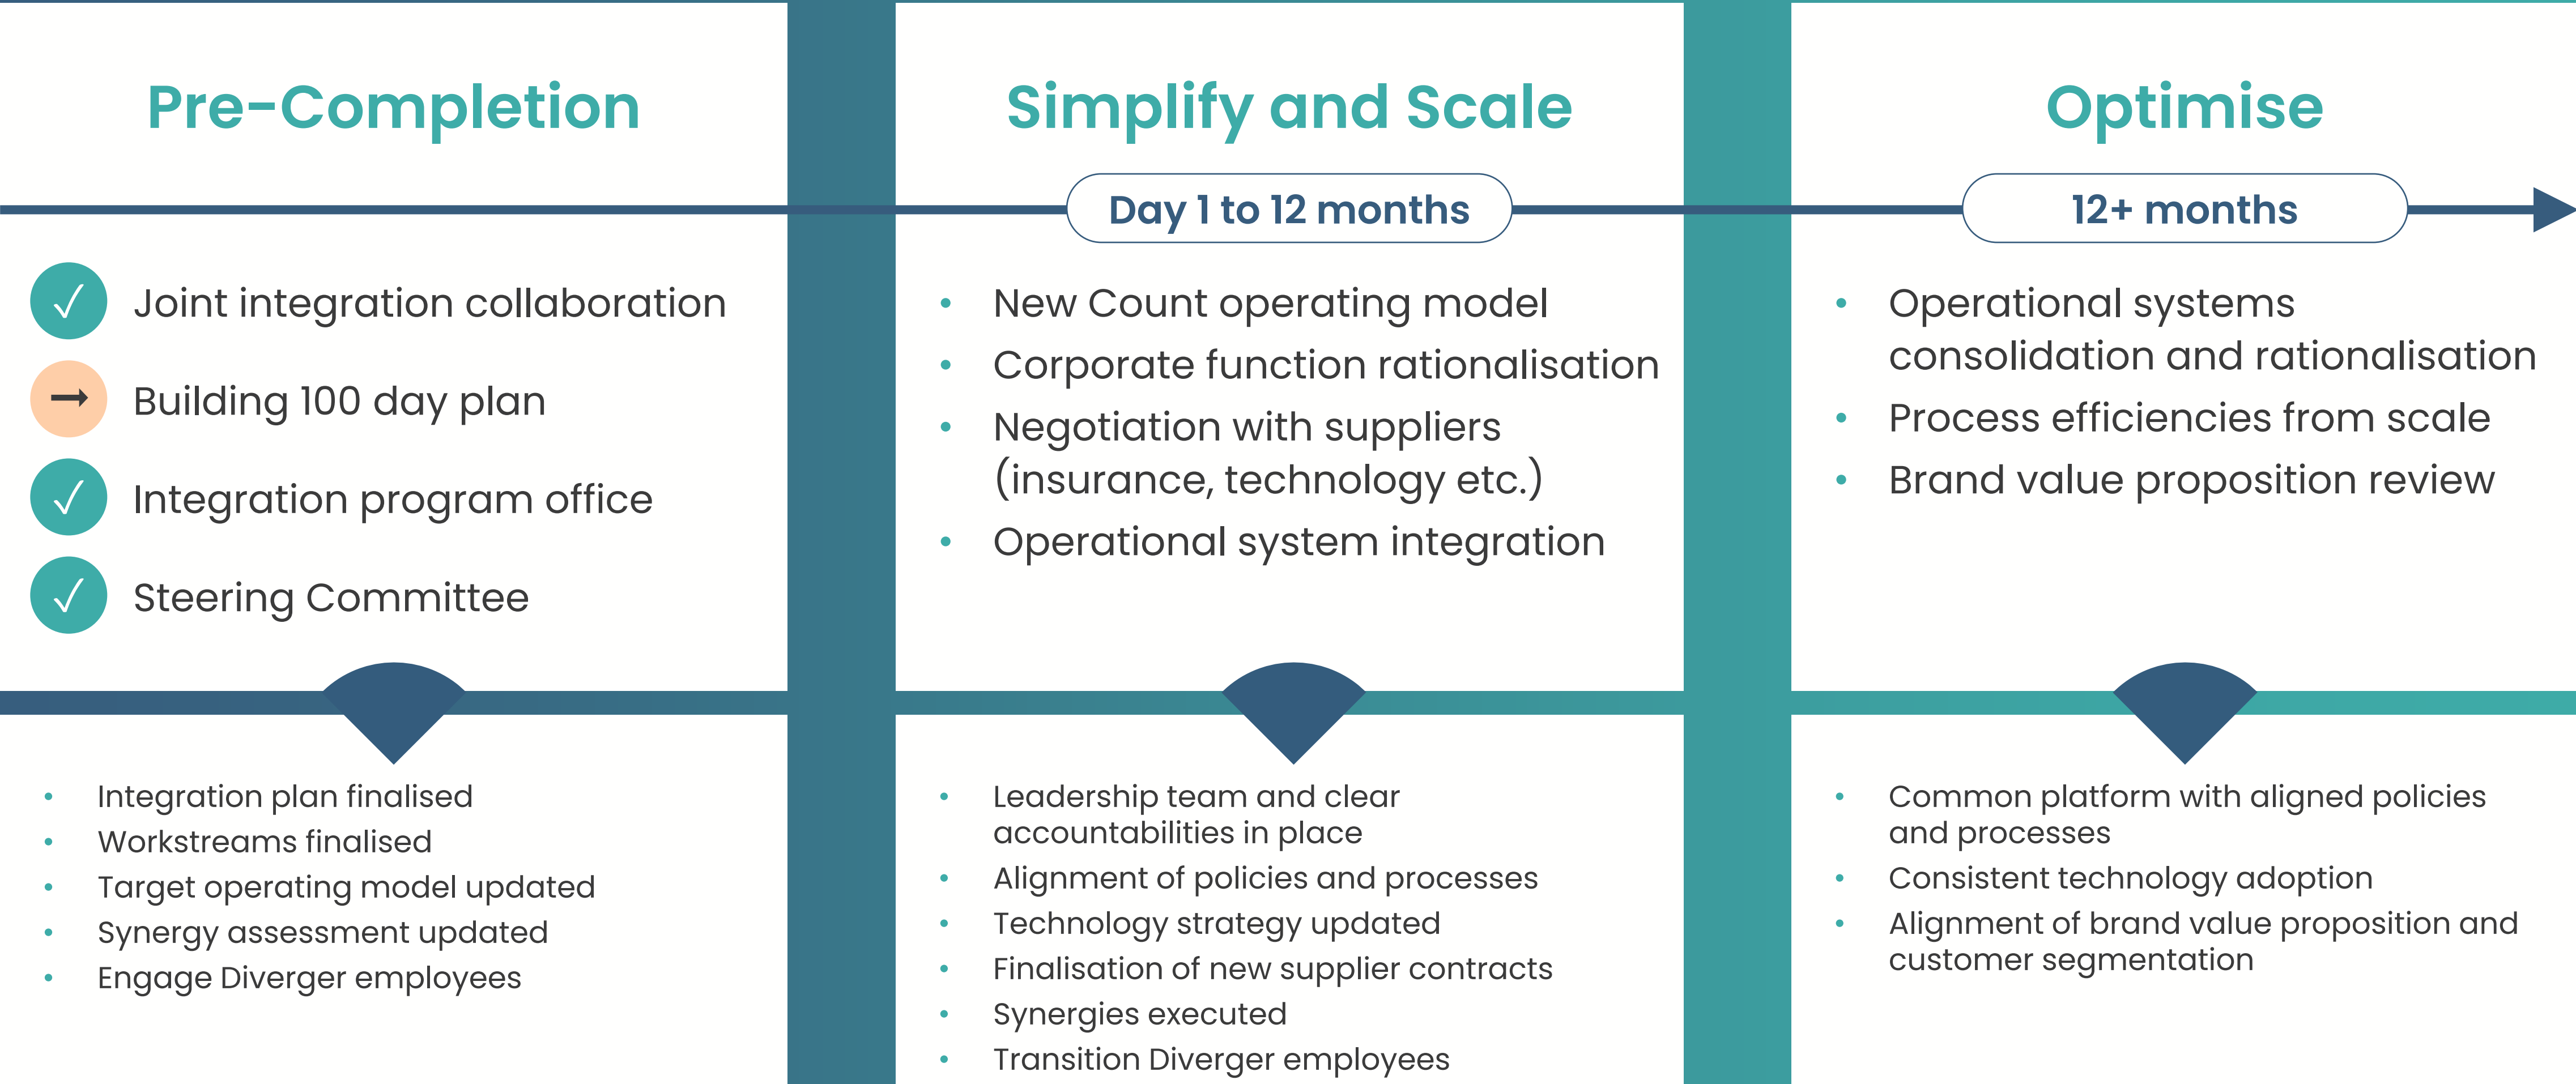 Pre-Completion
Joint integration collaboration
Building 100 day plan
Integration program office
Steering Committee
Integration plan finalised
Workstreams finalised
Target operating model updated
Synergy assessment updated
Engage Diverger employees
Simplify and Scale
Day 1 to 12 months
New Count operating model
Corporate function rationalisation
Negotiation with suppliers
(insurance, technology etc.)
Operational system integration
Leadership team and clear
accountabilities in place
Alignment of policies and processes
Technology strategy updated
Finalisation of new supplier contracts
Synergies executed
Transition Diverger employees
Optimise
12+ months
Operational systems
consolidation and rationalisation
Process efficiencies from scale
Brand value proposition review
Common platform with aligned policies
and processes
Consistent technology adoption
Alignment of brand value proposition and
customer segmentation